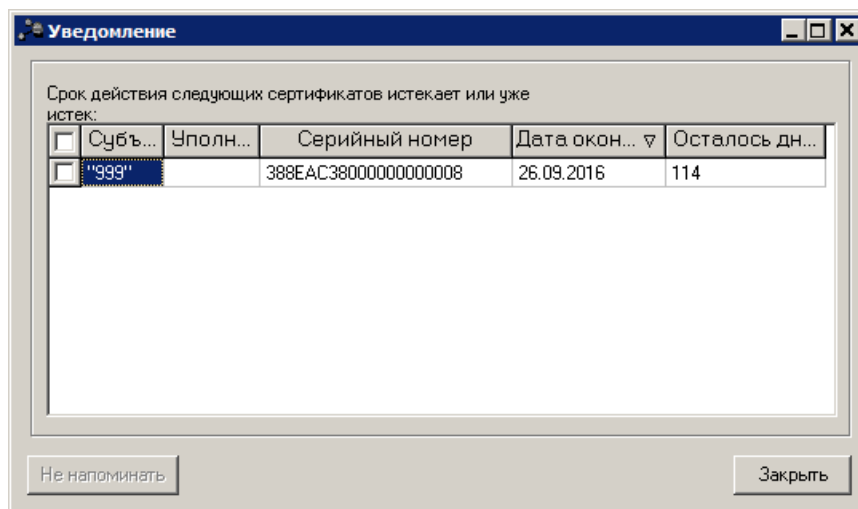 Уведомление
Срок действия следующих сертификатов истекает или уже
истек:
Субъ... Уполн... Серийный номер Дата окон... Осталось дн...
"999" 388EAC38000000000008 26.09.2016 114
Не напоминать Закрыть